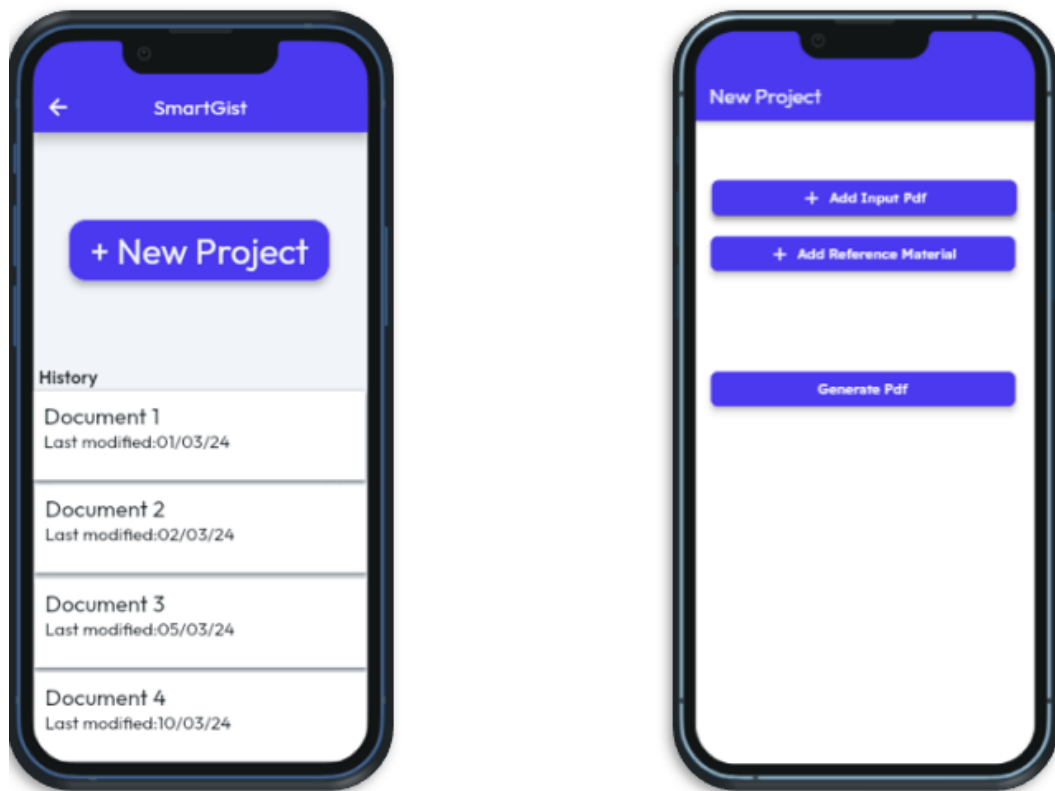 SmartGist
+ New Project
History
Document 1
Last modified:01/03/24
Document 2
Last modified:02/03/24
Document 3
Last modified:05/03/24
Document 4
Last modified:10/03/24
New Project
+ Add Input Pdf
+ Add Reference Material
Generate Pdf